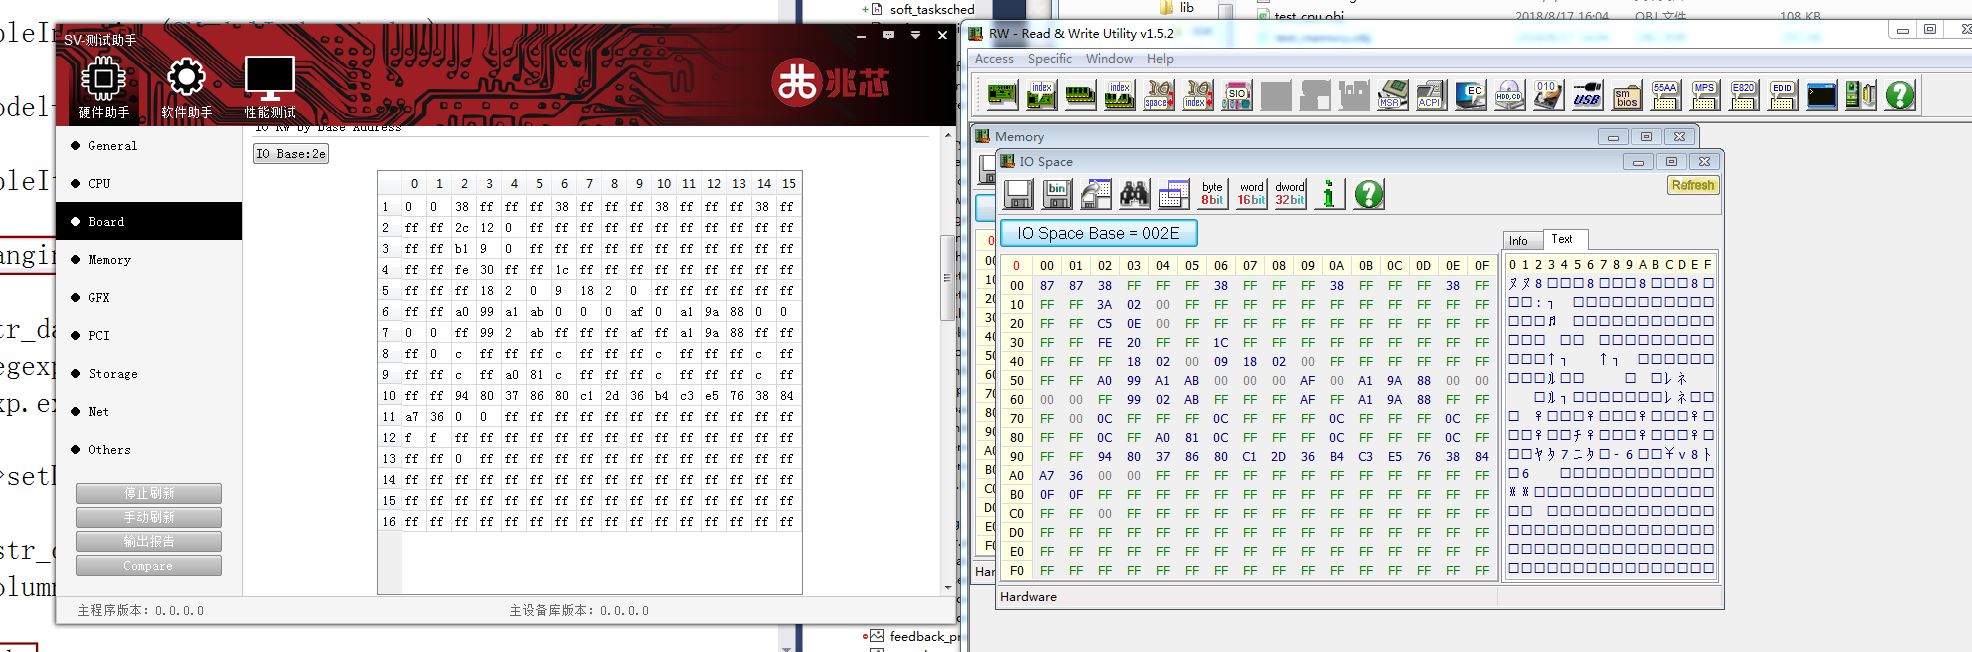 soft_tasksched
lib
test_cpu.obj
2018/8/17 16:04
OBJ 文件
108 KB
SV-测试助手
硬件助手
软件助手
性能测试
兆芯
IO RW by Base Address
General
CPU
Board
Memory
GFX
PCI
Storage
Net
Others
停止刷新
手动刷新
输出报告
Compare
IO Base:2e
0 1 2 3 4 5 6 7 8 9 10 11 12 13 14 15
1 0 0 38 ff ff ff 38 ff ff ff 38 ff ff ff 38 ff
2 ff ff 2c 12 0 ff ff ff ff ff ff ff ff ff ff ff
3 ff ff b1 9 0 ff ff ff ff ff ff ff ff ff ff ff
4 ff ff fe 30 ff ff 1c ff ff ff ff ff ff ff ff ff
5 ff ff ff 18 2 0 9 18 2 0 ff ff ff ff ff ff
6 ff ff a0 99 a1 ab 0 0 0 af 0 a1 9a 88 0 0
7 0 0 ff 99 2 ab ff ff ff af ff a1 9a 88 ff ff
8 ff 0 c ff ff ff c ff ff ff c ff ff ff c ff
9 ff ff c ff a0 81 c ff ff ff c ff ff ff c ff
10 ff ff 94 80 37 86 80 c1 2d 36 b4 c3 e5 76 38 84
11 a7 36 0 0 ff ff ff ff ff ff ff ff ff ff ff ff
12 f f ff ff ff ff ff ff ff ff ff ff ff ff ff ff
13 ff ff 0 ff ff ff ff ff ff ff ff ff ff ff ff ff
14 ff ff ff ff ff ff ff ff ff ff ff ff ff ff ff ff
15 ff ff ff ff ff ff ff ff ff ff ff ff ff ff ff ff
16 ff ff ff ff ff ff ff ff ff ff ff ff ff ff ff ff
主程序版本: 0.0.0.0
主设备库版本: 0.0.0.0
feedback_pr
RW - Read & Write Utility v1.5.2
Access Specific Window Help
Memory
IO Space
bin
byte 8bit
word 16bit
dword 32bit
Refresh
IO Space Base = 002E
Info
Text
0 00 01 02 03 04 05 06 07 08 09 0A 0B 0C 0D 0E 0F
00 87 87 38 FF FF FF 38 FF FF FF 38 FF FF FF 38 FF
10 FF FF 3A 02 00 FF FF FF FF FF FF FF FF FF FF FF
20 FF FF C5 0E 00 FF FF FF FF FF FF FF FF FF FF FF
30 FF FF FE 20 FF FF 1C FF FF FF FF FF FF FF FF FF
40 FF FF FF 18 02 00 09 18 02 00 FF FF FF FF FF FF
50 FF FF A0 99 A1 AB 00 00 00 AF 00 A1 9A 88 00 00
60 00 00 FF 99 02 AB FF FF FF AF FF A1 9A 88 FF FF
70 FF 00 0C FF FF FF 0C FF FF FF 0C FF FF FF 0C FF
80 FF FF 0C FF A0 81 0C FF FF FF 0C FF FF FF 0C FF
90 FF FF 94 80 37 86 80 C1 2D 36 B4 C3 E5 76 38 84
A0 A7 36 00 00 FF FF FF FF FF FF FF FF FF FF FF FF
B0 0F 0F FF FF FF FF FF FF FF FF FF FF FF FF FF FF
C0 FF FF 00 FF FF FF FF FF FF FF FF FF FF FF FF FF
D0 FF FF FF FF FF FF FF FF FF FF FF FF FF FF FF FF
E0 FF FF FF FF FF FF FF FF FF FF FF FF FF FF FF FF
F0 FF FF FF FF FF FF FF FF FF FF FF FF FF FF FF FF
0 1 2 3 4 5 6 7 8 9 A B C D E F
Hardware